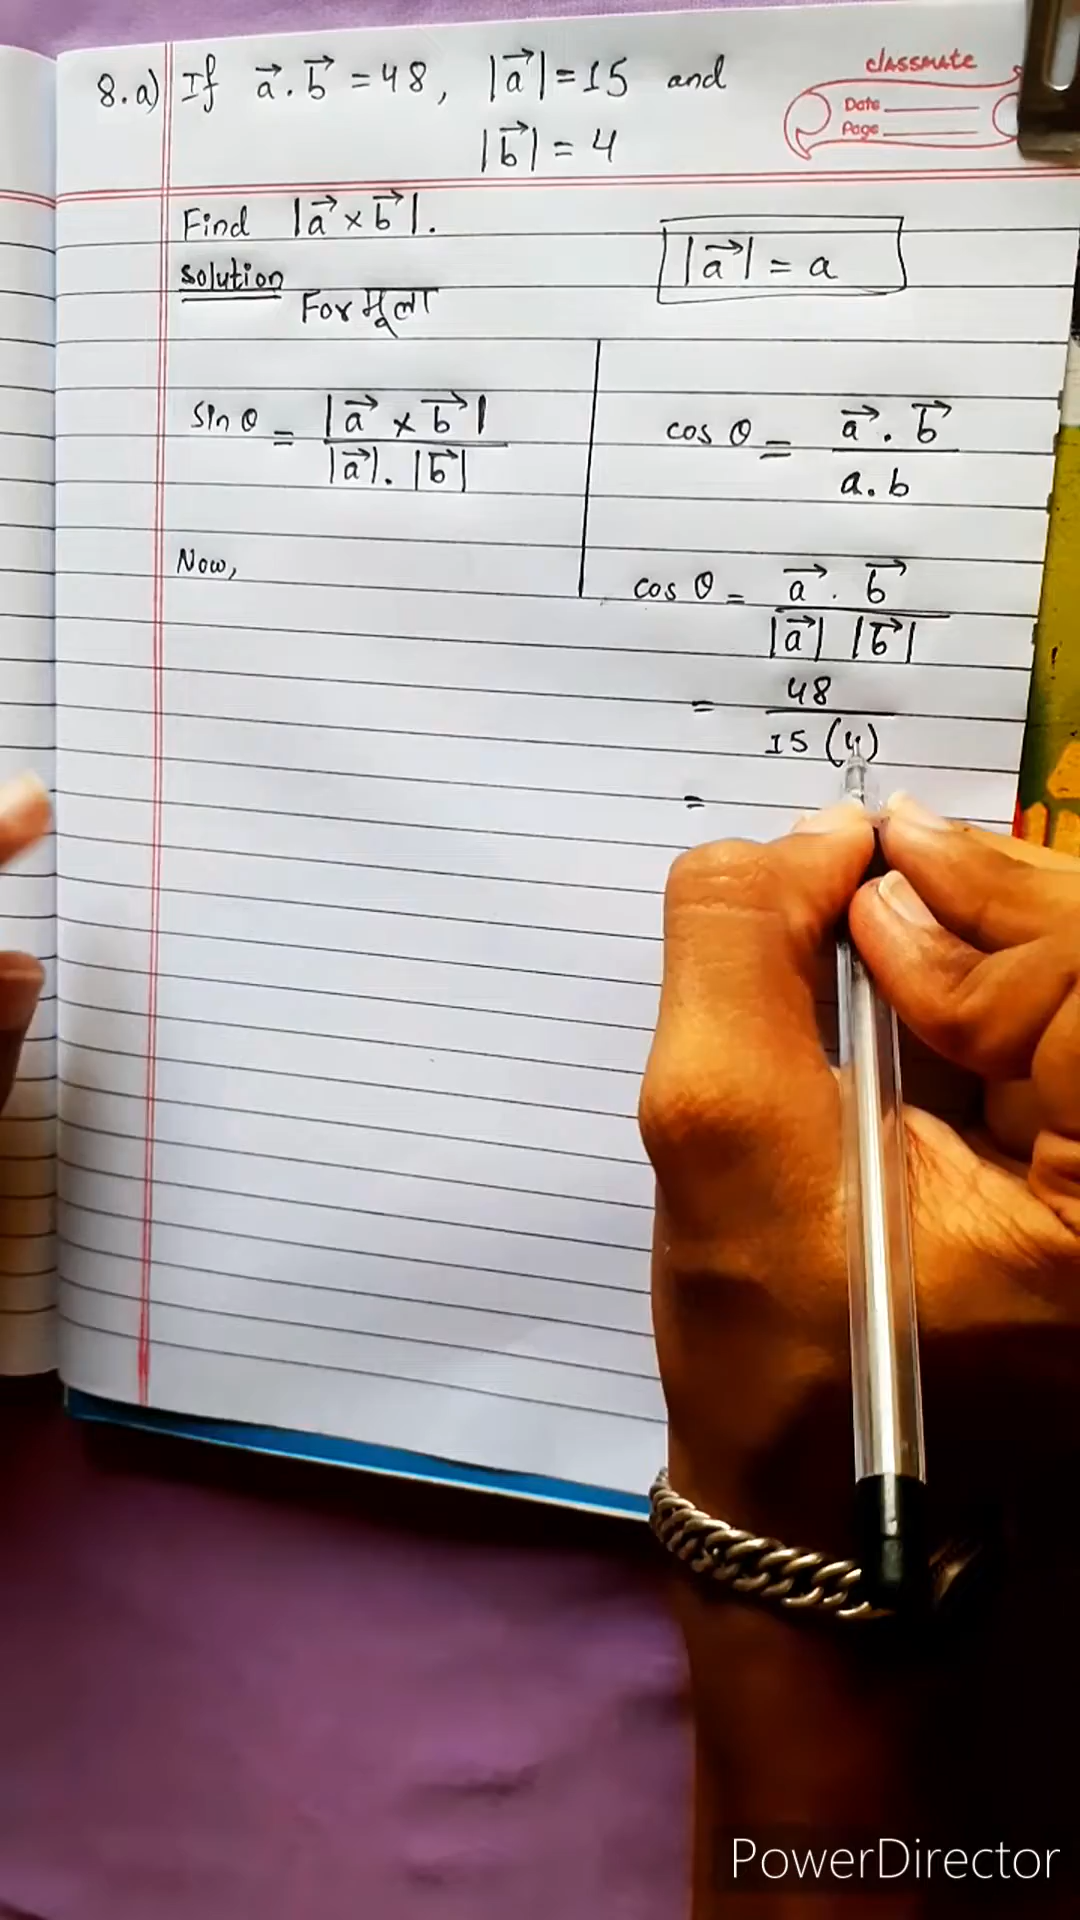 8.a) If a⃗ . b⃗ = 48, |a⃗| = 15 and
|b⃗| = 4
classmate
Date
Page
Find |a⃗ × b⃗|.
|a⃗| = a
Solution
Forमूला
sin θ = |a⃗ × b⃗| / |a⃗| . |b⃗|
cos θ = a⃗ . b⃗ / a . b
Now,
cos θ = a⃗ . b⃗ / |a⃗| |b⃗|
= 48 / 15 (4)
=
PowerDirector